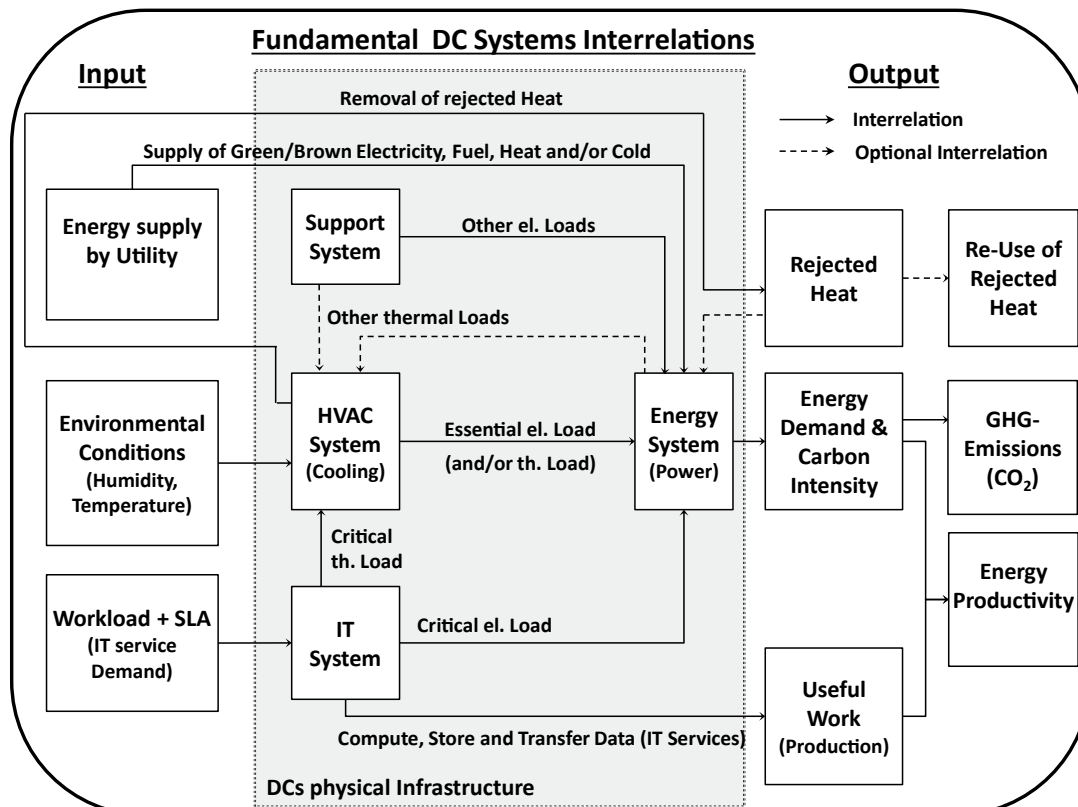 Fundamental DC Systems Interrelations
Input
Output
Removal of rejected Heat
Interrelation
Optional Interrelation
Supply of Green/Brown Electricity, Fuel, Heat and/or Cold
Energy supply
by Utility
Support
System
Other el. Loads
Rejected
Heat
Re-Use of
Rejected
Heat
Other thermal Loads
Environmental
Conditions
(Humidity,
Temperature)
HVAC
System
(Cooling)
Essential el. Load
(and/or th. Load)
Energy
System
(Power)
Energy
Demand &
Carbon
Intensity
GHG-
Emissions
(CO₂)
Critical
th. Load
Workload + SLA
(IT service
Demand)
IT
System
Critical el. Load
Energy
Productivity
Useful
Work
(Production)
Compute, Store and Transfer Data (IT Services)
DCs physical Infrastructure